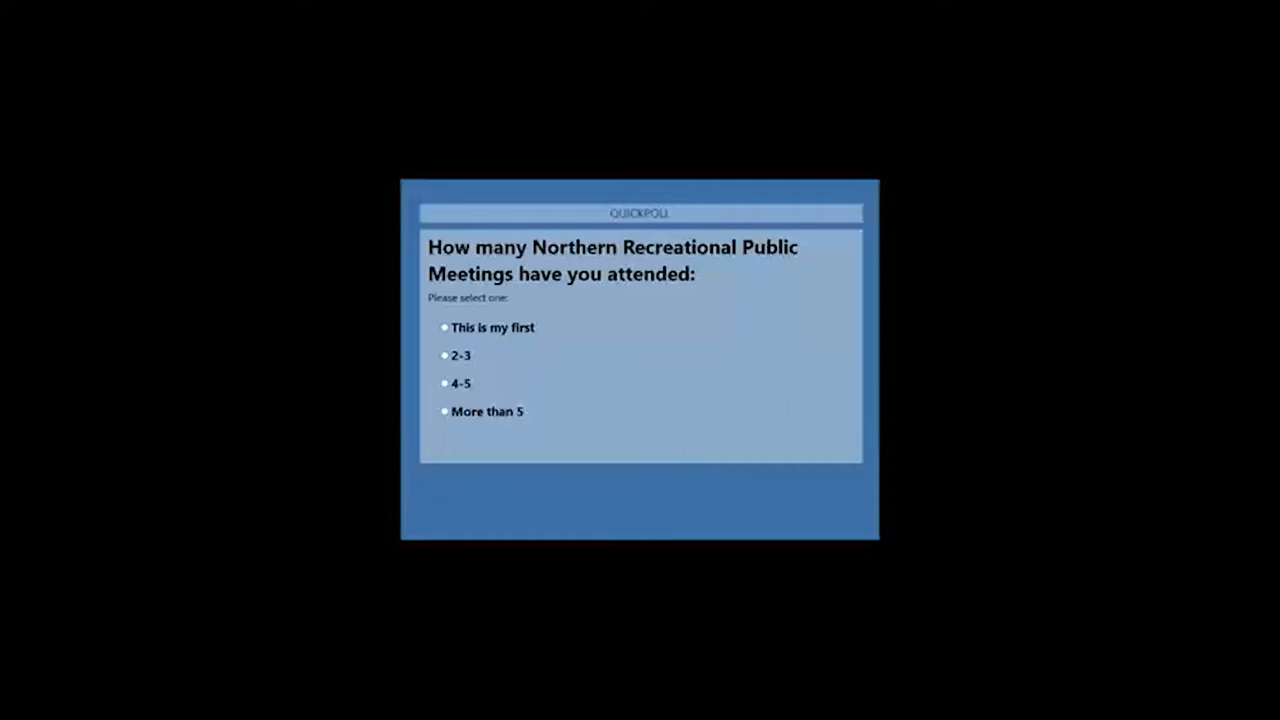 QUICKPOLL
How many Northern Recreational Public
Meetings have you attended:
Please select one:
This is my first
2-3
4-5
More than 5